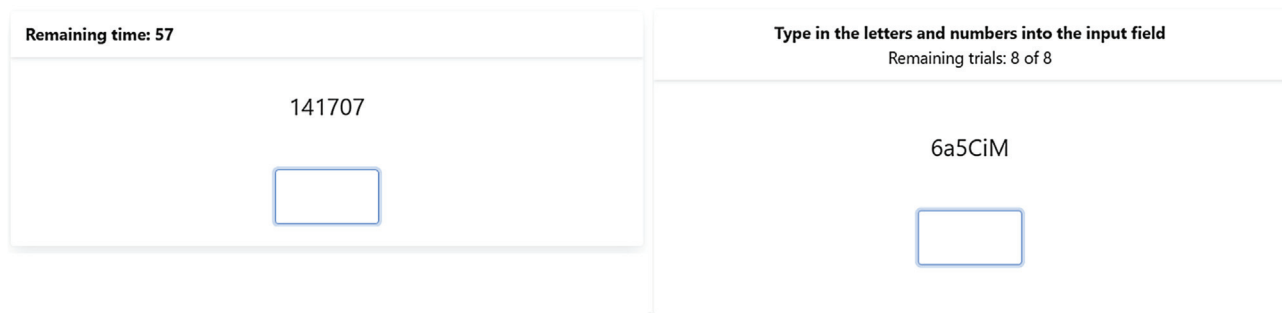 Remaining time: 57
141707
Type in the letters and numbers into the input field
Remaining trials: 8 of 8
6a5CiM